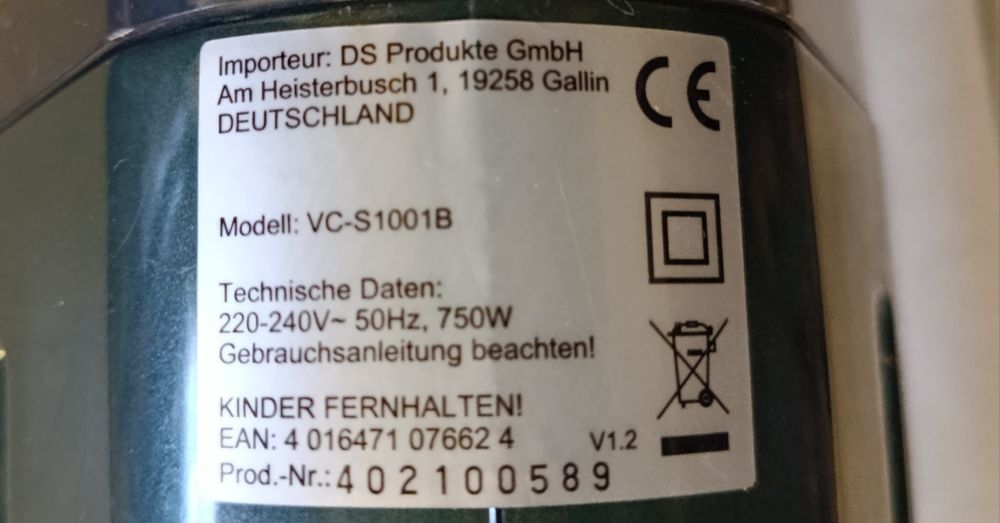 Importeur: DS Produkte GmbH
Am Heisterbusch 1, 19258 Gallin
DEUTSCHLAND
CE
Modell: VC-S1001B
Technische Daten:
220-240V~ 50Hz, 750W
Gebrauchsanleitung beachten!
KINDER FERNHALTEN!
EAN: 4 016471 07662 4 V1.2
Prod.-Nr.: 402100589